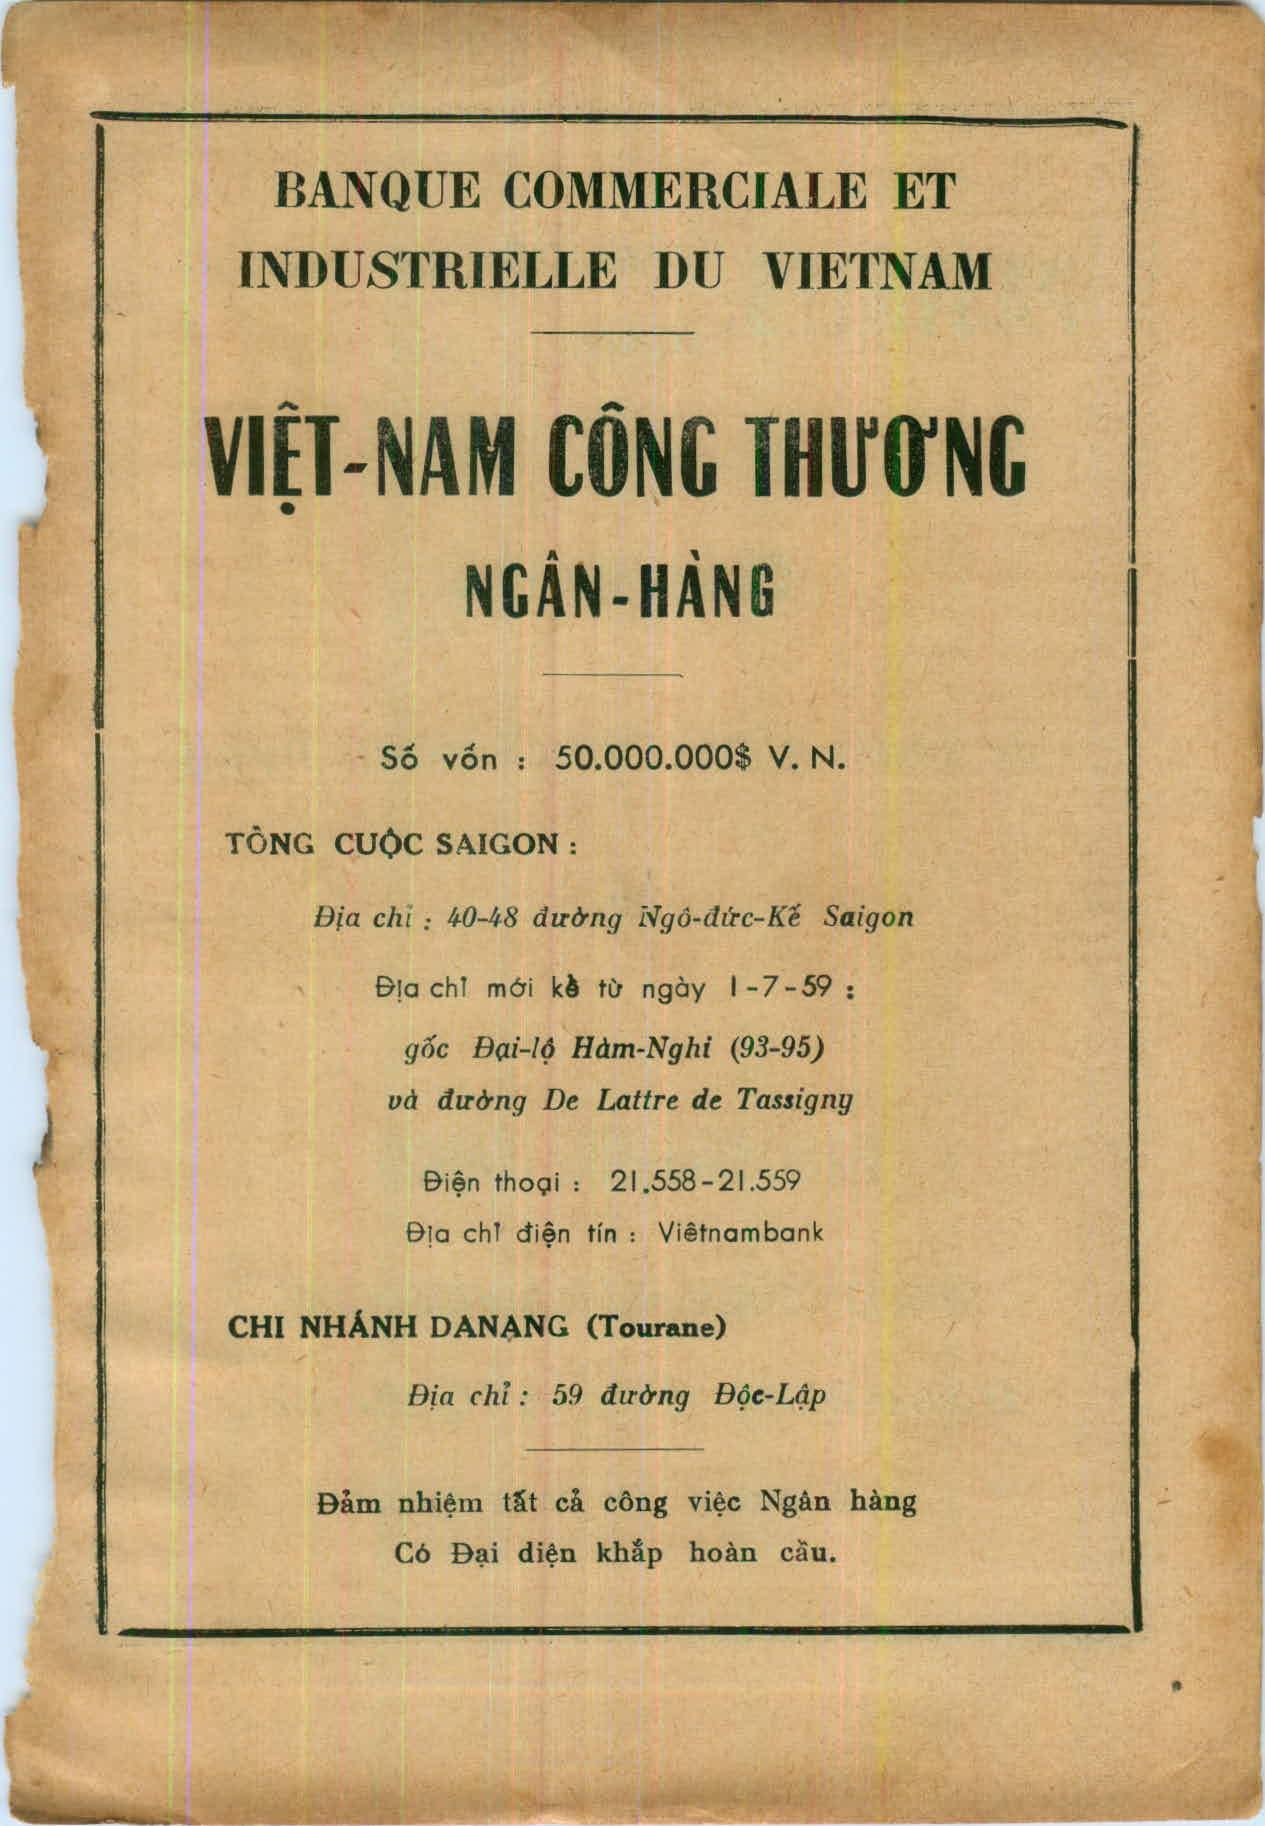 BANQUE COMMERCIALE ET
INDUSTRIELLE DU VIETNAM
VIỆT-NAM CÔNG THƯƠNG
NGÂN-HÀNG
Số vốn : 50.000.000$ V. N.
TỔNG CUỘC SAIGON :
Địa chỉ : 40-48 đường Ngô-đức-Kế Saigon
Địa chỉ mới kể từ ngày 1-7-59 :
gốc Đại-lộ Hàm-Nghi (93-95)
và đường De Lattre de Tassigny
Điện thoại : 21.558-21.559
Địa chỉ điện tín : Viêtnambank
CHI NHÁNH DANANG (Tourane)
Địa chỉ : 59 đường Độc-Lập
Đảm nhiệm tất cả công việc Ngân hàng
Có Đại diện khắp hoàn cầu.